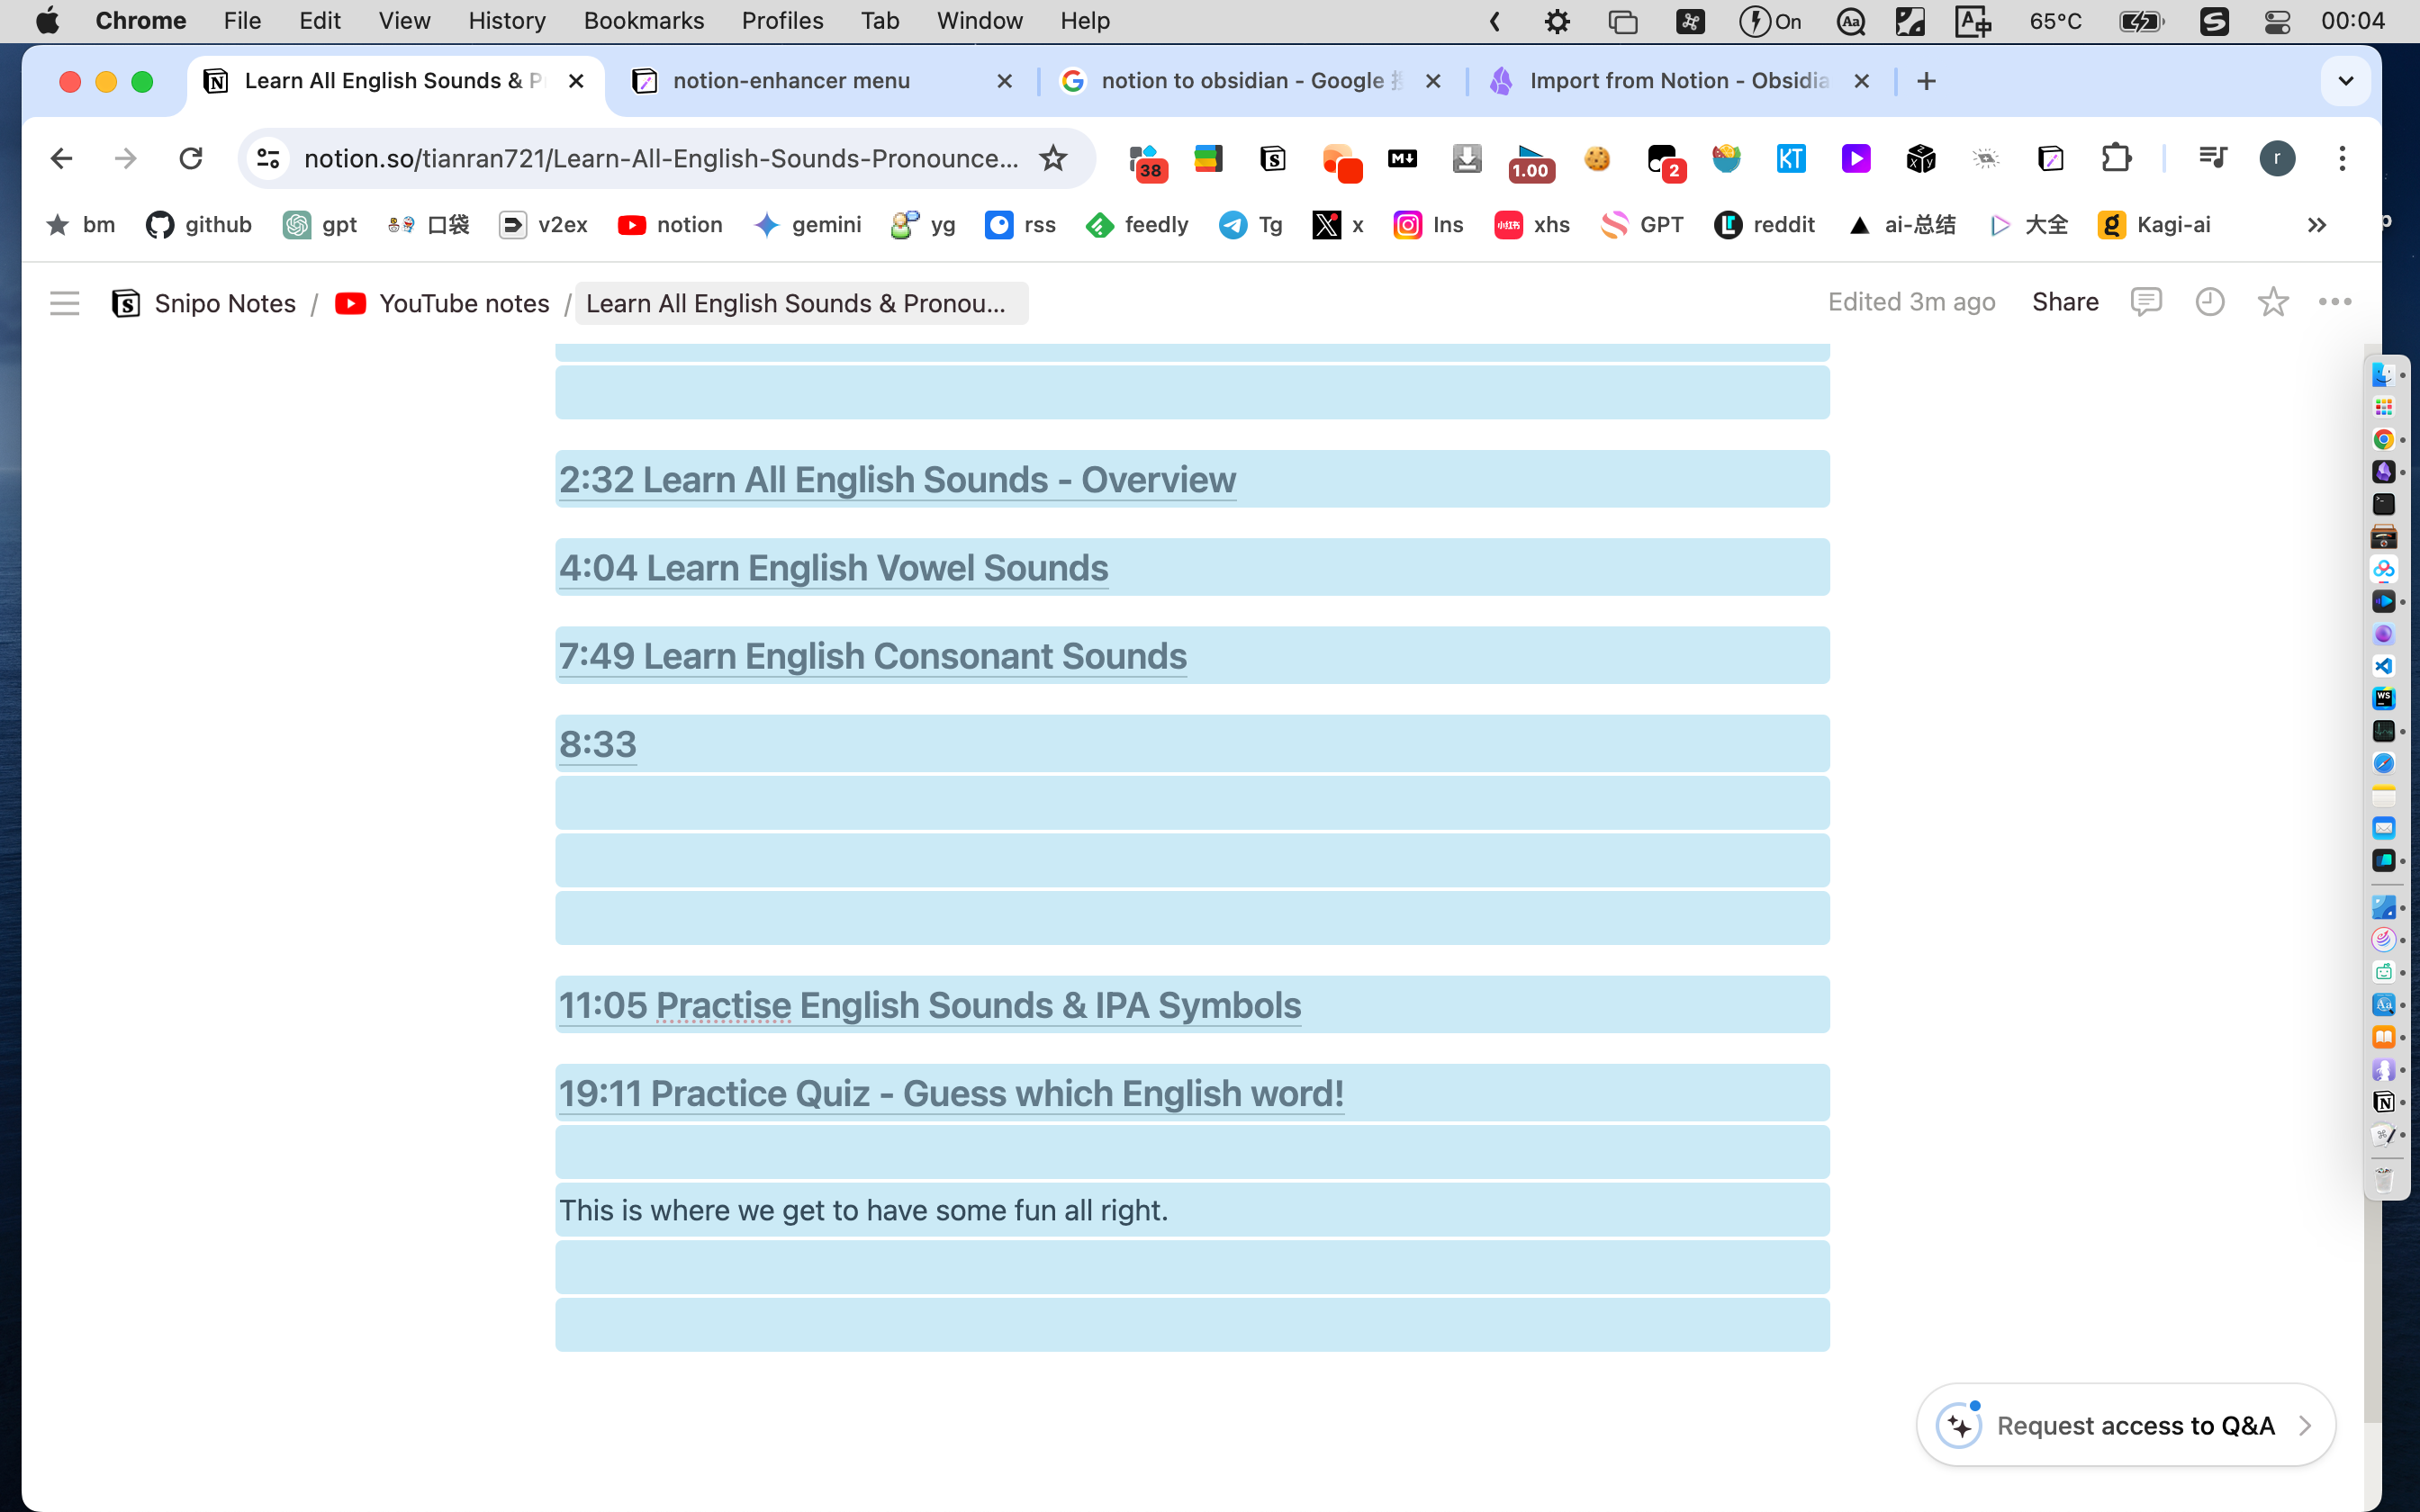 Chrome File Edit View History Bookmarks Profiles Tab Window Help On Aa 65°C 00:04
Learn All English Sounds & P notion-enhancer menu notion to obsidian - Google Import from Notion - Obsidia
notion.so/tianran721/Learn-All-English-Sounds-Pronounce... 38 1.00 2 KT r
bm github gpt 口袋 v2ex notion gemini yg rss feedly Tg x Ins xhs GPT reddit ai-总结 大全 Kagi-ai
Snipo Notes / YouTube notes / Learn All English Sounds & Pronou... Edited 3m ago Share
2:32 Learn All English Sounds - Overview
4:04 Learn English Vowel Sounds
7:49 Learn English Consonant Sounds
8:33
11:05 Practise English Sounds & IPA Symbols
19:11 Practice Quiz - Guess which English word!
This is where we get to have some fun all right.
Request access to Q&A